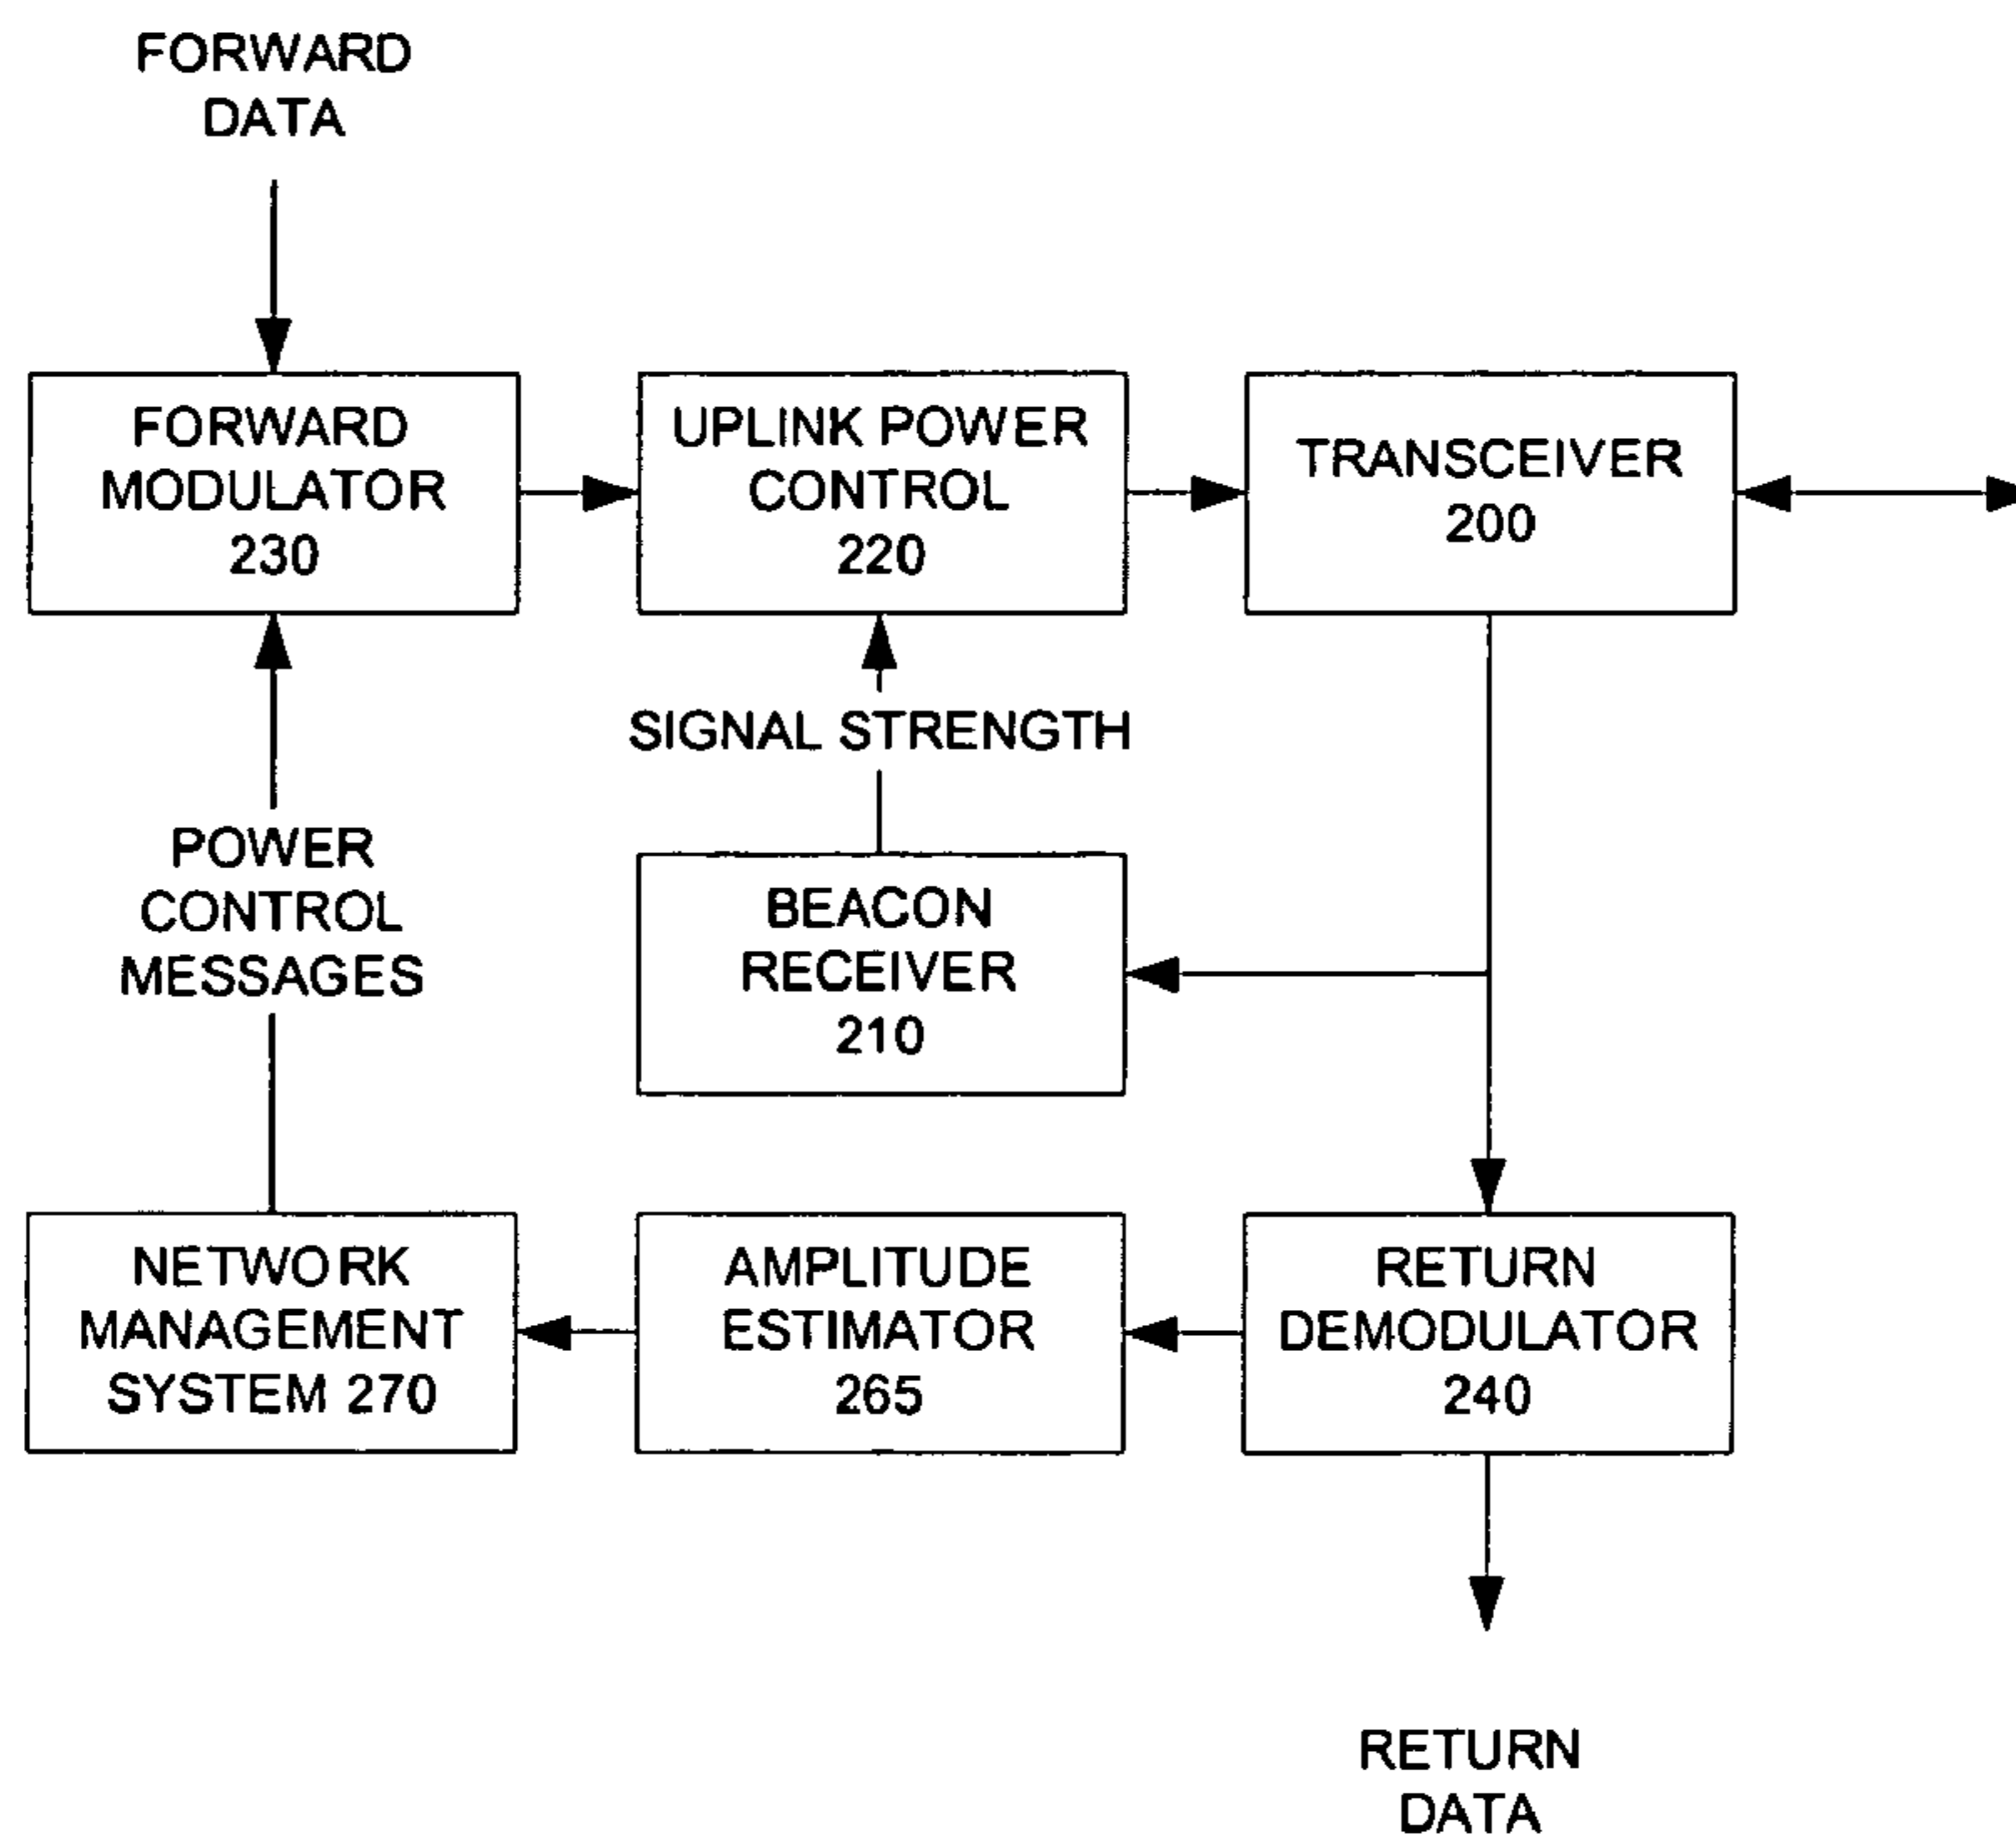 FORWARD
DATA
FORWARD
MODULATOR
230
UPLINK POWER
CONTROL
220
TRANSCEIVER
200
SIGNAL STRENGTH
POWER
CONTROL
MESSAGES
BEACON
RECEIVER
210
NETWORK
MANAGEMENT
SYSTEM 270
AMPLITUDE
ESTIMATOR
265
RETURN
DEMODULATOR
240
RETURN
DATA